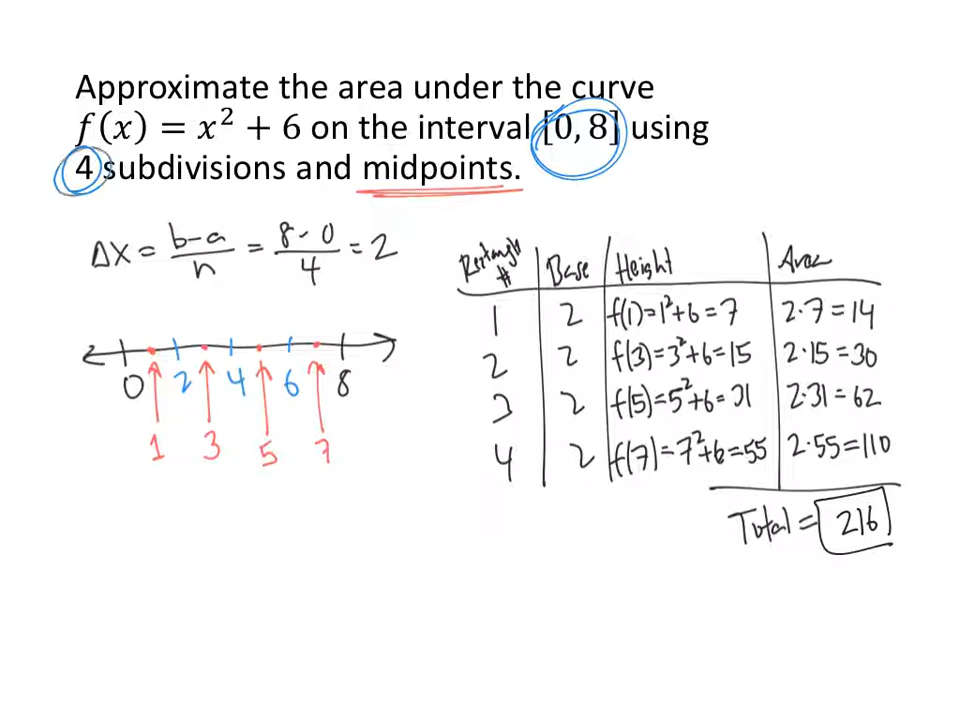 Approximate the area under the curve
f(x) = x² + 6 on the interval [0, 8] using
4 subdivisions and midpoints.
Δx = (b-a)/n = (8-0)/4 = 2
0 2 4 6 8
1 3 5 7
Rectangle # Base Height Area
1 2 f(1)=1²+6=7 2·7=14
2 2 f(3)=3²+6=15 2·15=30
3 2 f(5)=5²+6=31 2·31=62
4 2 f(7)=7²+6=55 2·55=110
Total = 216